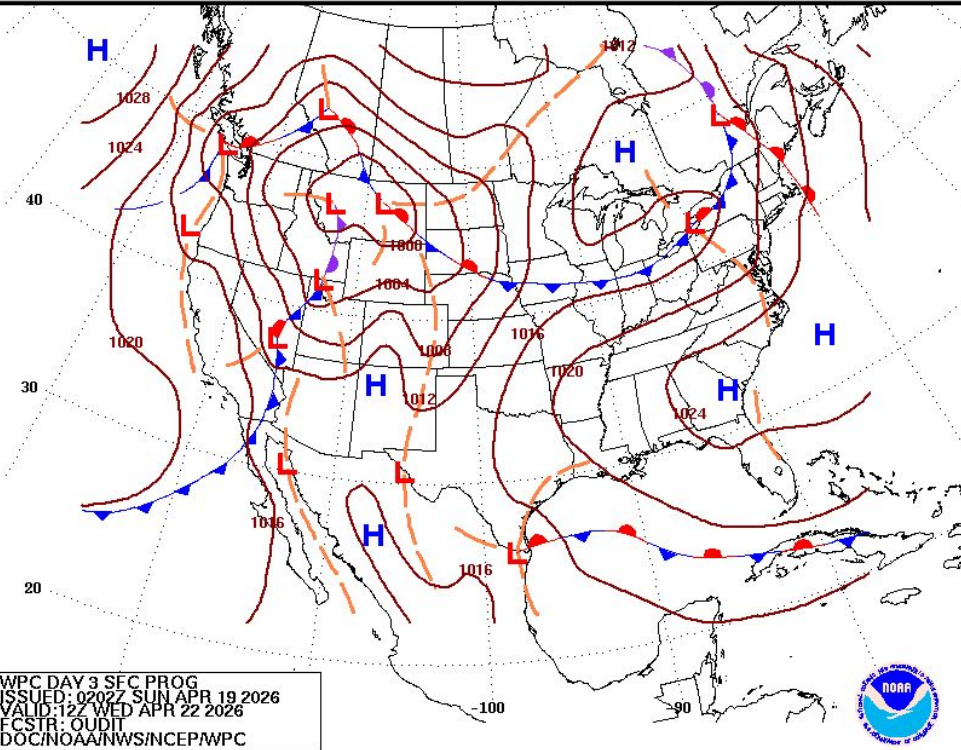 1012
H
1028
L
L
1024
L
H
40
L L
L
L
1000
L
1004
H
1016
L
1020
1008
1020
30
H
H
1012
1024
L
L
1016
H
L
1016
20
WPC DAY 3 SFC PROG
ISSUED: 0202Z SUN APR 19 2026
VALID:12Z WED APR 22 2026
FCSTR: OUDIT
DOC/NOAA/NWS/NCEP/WPC
-100
-90
NOAA